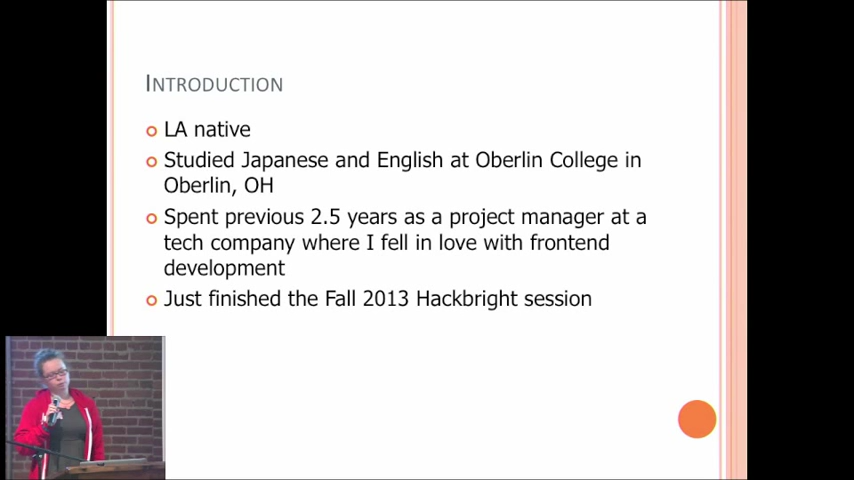 INTRODUCTION
LA native
Studied Japanese and English at Oberlin College in
Oberlin, OH
Spent previous 2.5 years as a project manager at a
tech company where I fell in love with frontend
development
Just finished the Fall 2013 Hackbright session